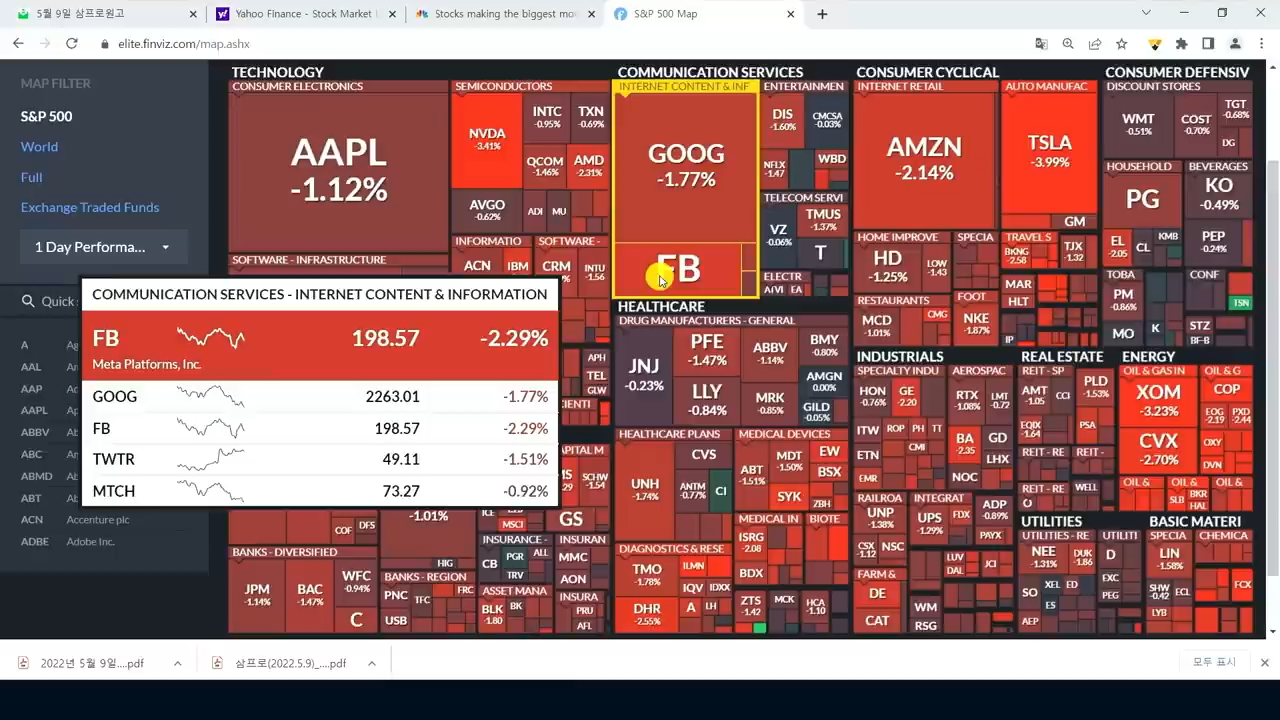 5월 9일 삼프로원고
Yahoo Finance - Stock Market L
Stocks making the biggest mo
S&P 500 Map
elite.finviz.com/map.ashx
MAP FILTER
S&P 500
World
Full
Exchange Traded Funds
1 Day Performa...
Quick
A Ag
AAL
AAP
AAPL Ap
ABBV
ABC
ABMD
ABT
ACN Accenture plc
ADBE Adobe Inc.
TECHNOLOGY
CONSUMER ELECTRONICS
AAPL
-1.12%
SEMICONDUCTORS
NVDA
-3.41%
INTC
-0.95%
TXN
-0.69%
QCOM
-1.46%
AMD
-2.31%
AVGO
-0.62%
ADI
MU
SOFTWARE - INFRASTRUCTURE
INFORMATIO
ACN
IBM
SOFTWARE -
CRM
INTU
-1.56
APH
TEL
GLW
COMMUNICATION SERVICES - INTERNET CONTENT & INFORMATION
FB 198.57 -2.29%
Meta Platforms, Inc.
GOOG 2263.01 -1.77%
FB 198.57 -2.29%
TWTR 49.11 -1.51%
MTCH 73.27 -0.92%
COMMUNICATION SERVICES
INTERNET CONTENT & INF
GOOG
-1.77%
FB
ENTERTAINMEN
DIS
-1.60%
CMCSA
-0.03%
NFLX
-1.47
WBD
TELECOM SERVI
VZ
-0.06%
TMUS
-1.37%
T
ELECTR
EA
CONSUMER CYCLICAL
INTERNET RETAIL
AMZN
-2.14%
AUTO MANUFAC
TSLA
-3.99%
GM
HOME IMPROVE
HD
-1.25%
LOW
-1.43
SPECIA
TRAVEL S
BKNG
-2.58
TJX
-1.32
MAR
HLT
RESTAURANTS
MCD
-1.01%
CMG
FOOT
NKE
-1.87%
IP
CONSUMER DEFENSIV
DISCOUNT STORES
WMT
-0.51%
COST
-0.70%
TGT
-0.68%
DG
HOUSEHOLD
PG
BEVERAGES
KO
-0.49%
PEP
-0.24%
EL
-2.05
CL
KMB
TOBA
PM
-0.86%
MO
K
CONF
TSN
STZ
BF-B
HEALTHCARE
DRUG MANUFACTURERS - GENERAL
JNJ
-0.23%
PFE
-1.47%
ABBV
-1.14%
BMY
-0.80%
LLY
-0.84%
MRK
-0.85%
AMGN
0.00%
GILD
-0.05%
HEALTHCARE PLANS
UNH
-1.74%
CVS
ANTM
-0.77%
CI
MEDICAL DEVICES
ABT
-1.51%
MDT
-1.50%
EW
BSX
SYK
ZBH
DIAGNOSTICS & RESE
TMO
-1.78%
ILMN
IQV
IDXX
DHR
-2.55%
A
LH
MEDICAL IN
ISRG
-2.08
BDX
BIOTE
ZTS
-1.42
MCK
HCA
-1.10
INDUSTRIALS
SPECIALTY INDU
HON
-0.76%
GE
-2.20
ITW
ROP
PH
TT
ETN
CMI
EMR
AEROSPAC
RTX
-1.08%
LMT
-0.72
BA
-2.35
GD
LHX
NOC
RAILROA
UNP
-1.38%
CSX
-1.12
NSC
INTEGRAT
UPS
-1.29%
FDX
ADP
-0.89%
PAYX
LUV
DAL
JCI
FARM &
DE
CAT
WM
RSG
REAL ESTATE
REIT - SP
AMT
-1.05
CCI
PLD
-1.53%
EQIX
-1.64
PSA
REIT - RE
REIT -
REIT - RE
WELL
O
ENERGY
OIL & GAS IN
XOM
-3.23%
CVX
-2.70%
OIL & G
COP
EOG
-2.19
PXD
-2.44
OXY
DVN
OIL &
OIL &
SLB
BKR
HAL
OIL &
UTILITIES
UTILITIES - RE
NEE
-1.31%
DUK
-1.86
SO
XEL
ED
ES
AEP
UTILITI
D
EXC
PEG
BASIC MATERI
SPECIA
LIN
-1.58%
SHW
-0.42
ECL
LYB
CHEMICA
FCX
-1.01%
COF
DFS
BANKS - DIVERSIFIED
JPM
-1.14%
BAC
-1.47%
WFC
-0.94%
C
HIG
BANKS - REGION
PNC
TFC
FRC
USB
ICE
MSCI
CAPITAL M
SCHW
-1.54
GS
INSURANCE -
CB
PGR
ALL
TRV
INSURAN
MMC
AON
ASSET MANA
BLK
-1.80
BK
INSURA
PRU
AFL
2022년 5월 9일....pdf
삼프로(2022.5.9)_....pdf
모두 표시